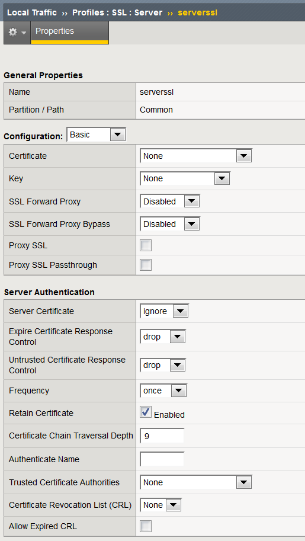 Local Traffic ›› Profiles : SSL : Server ›› serverssl
Properties
General Properties
Name serverssl
Partition / Path Common
Configuration: Basic
Certificate None
Key None
SSL Forward Proxy Disabled
SSL Forward Proxy Bypass Disabled
Proxy SSL
Proxy SSL Passthrough
Server Authentication
Server Certificate ignore
Expire Certificate Response
Control drop
Untrusted Certificate Response
Control drop
Frequency once
Retain Certificate Enabled
Certificate Chain Traversal Depth 9
Authenticate Name
Trusted Certificate Authorities None
Certificate Revocation List (CRL) None
Allow Expired CRL